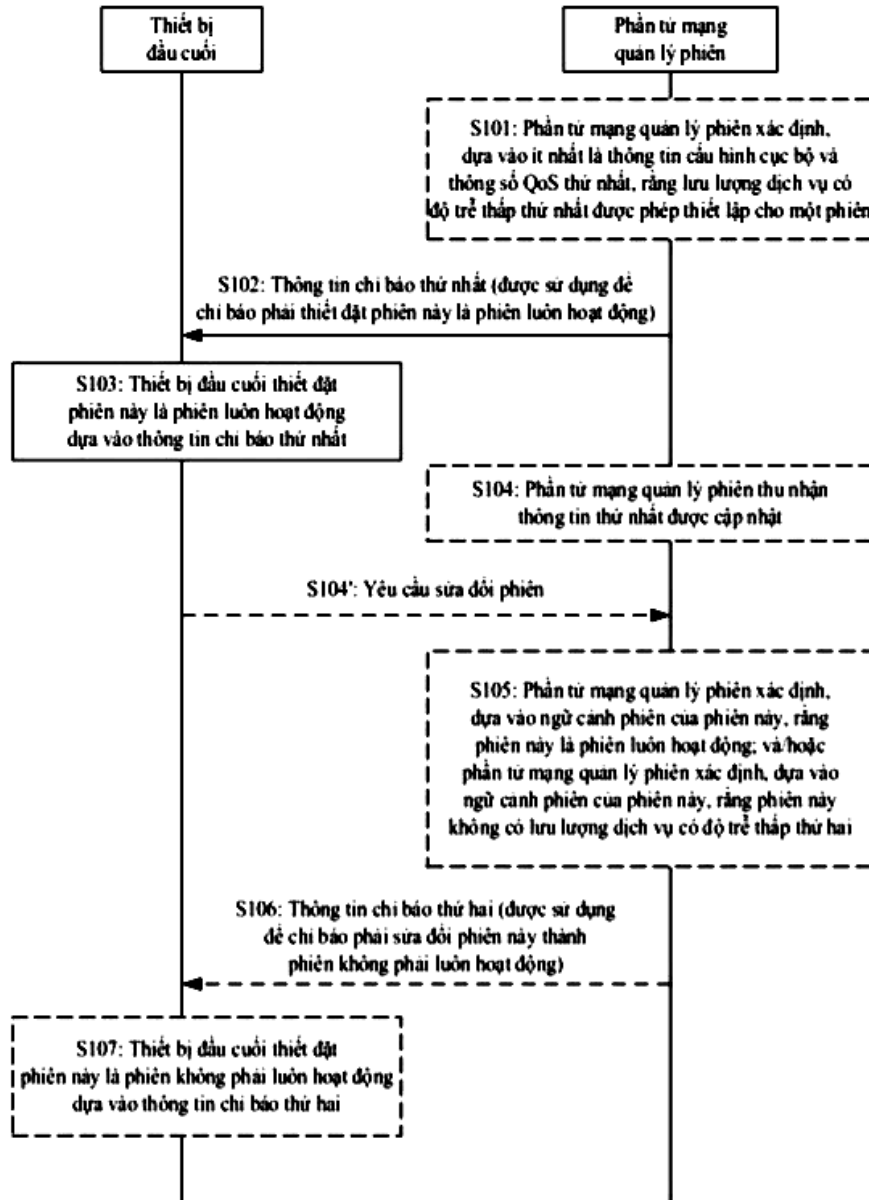 Thiết bị
đầu cuối
Phần tử mạng
quản lý phiên
S101: Phần tử mạng quản lý phiên xác định,
dựa vào ít nhất là thông tin cấu hình cục bộ và
thông số QoS thứ nhất, rằng lưu lượng dịch vụ có
độ trễ thấp thứ nhất được phép thiết lập cho một phiên
S102: Thông tin chỉ báo thứ nhất (được sử dụng để
chỉ báo phải thiết đặt phiên này là phiên luôn hoạt động)
S103: Thiết bị đầu cuối thiết đặt
phiên này là phiên luôn hoạt động
dựa vào thông tin chỉ báo thứ nhất
S104: Phần tử mạng quản lý phiên thu nhận
thông tin thứ nhất được cập nhật
S104': Yêu cầu sửa đổi phiên
S105: Phần tử mạng quản lý phiên xác định,
dựa vào ngữ cảnh phiên của phiên này, rằng
phiên này là phiên luôn hoạt động; và/hoặc
phần tử mạng quản lý phiên xác định, dựa vào
ngữ cảnh phiên của phiên này, rằng phiên này
không có lưu lượng dịch vụ có độ trễ thấp thứ hai
S106: Thông tin chỉ báo thứ hai (được sử dụng
để chỉ báo phải sửa đổi phiên này thành
phiên không phải luôn hoạt động)
S107: Thiết bị đầu cuối thiết đặt
phiên này là phiên không phải luôn hoạt động
dựa vào thông tin chỉ báo thứ hai